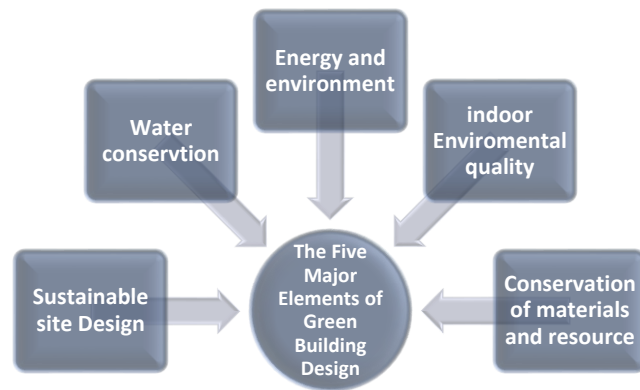 Energy and
environment
Water
conservtion
indoor
Enviromental
quality
Sustainable
site Design
The Five
Major
Elements of
Green
Building
Design
Conservation
of materials
and resource